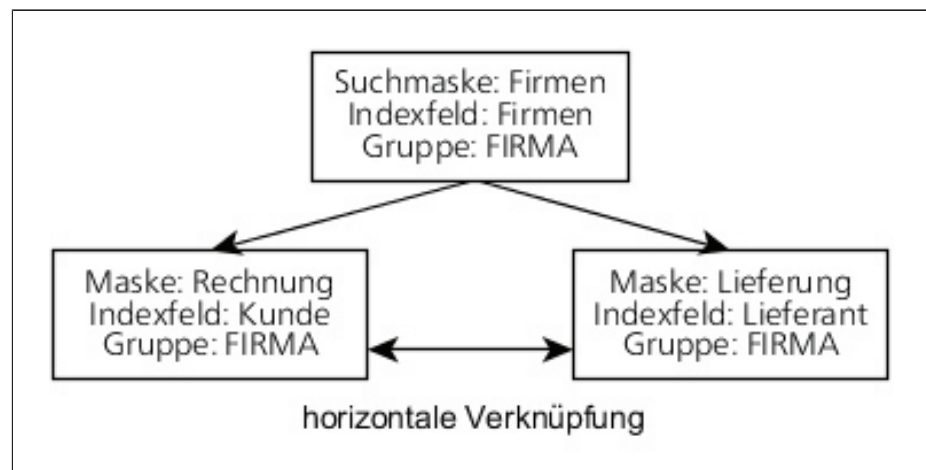 Suchmaske: Firmen
Indexfeld: Firmen
Gruppe: FIRMA
Maske: Rechnung
Indexfeld: Kunde
Gruppe: FIRMA
Maske: Lieferung
Indexfeld: Lieferant
Gruppe: FIRMA
horizontale Verknüpfung